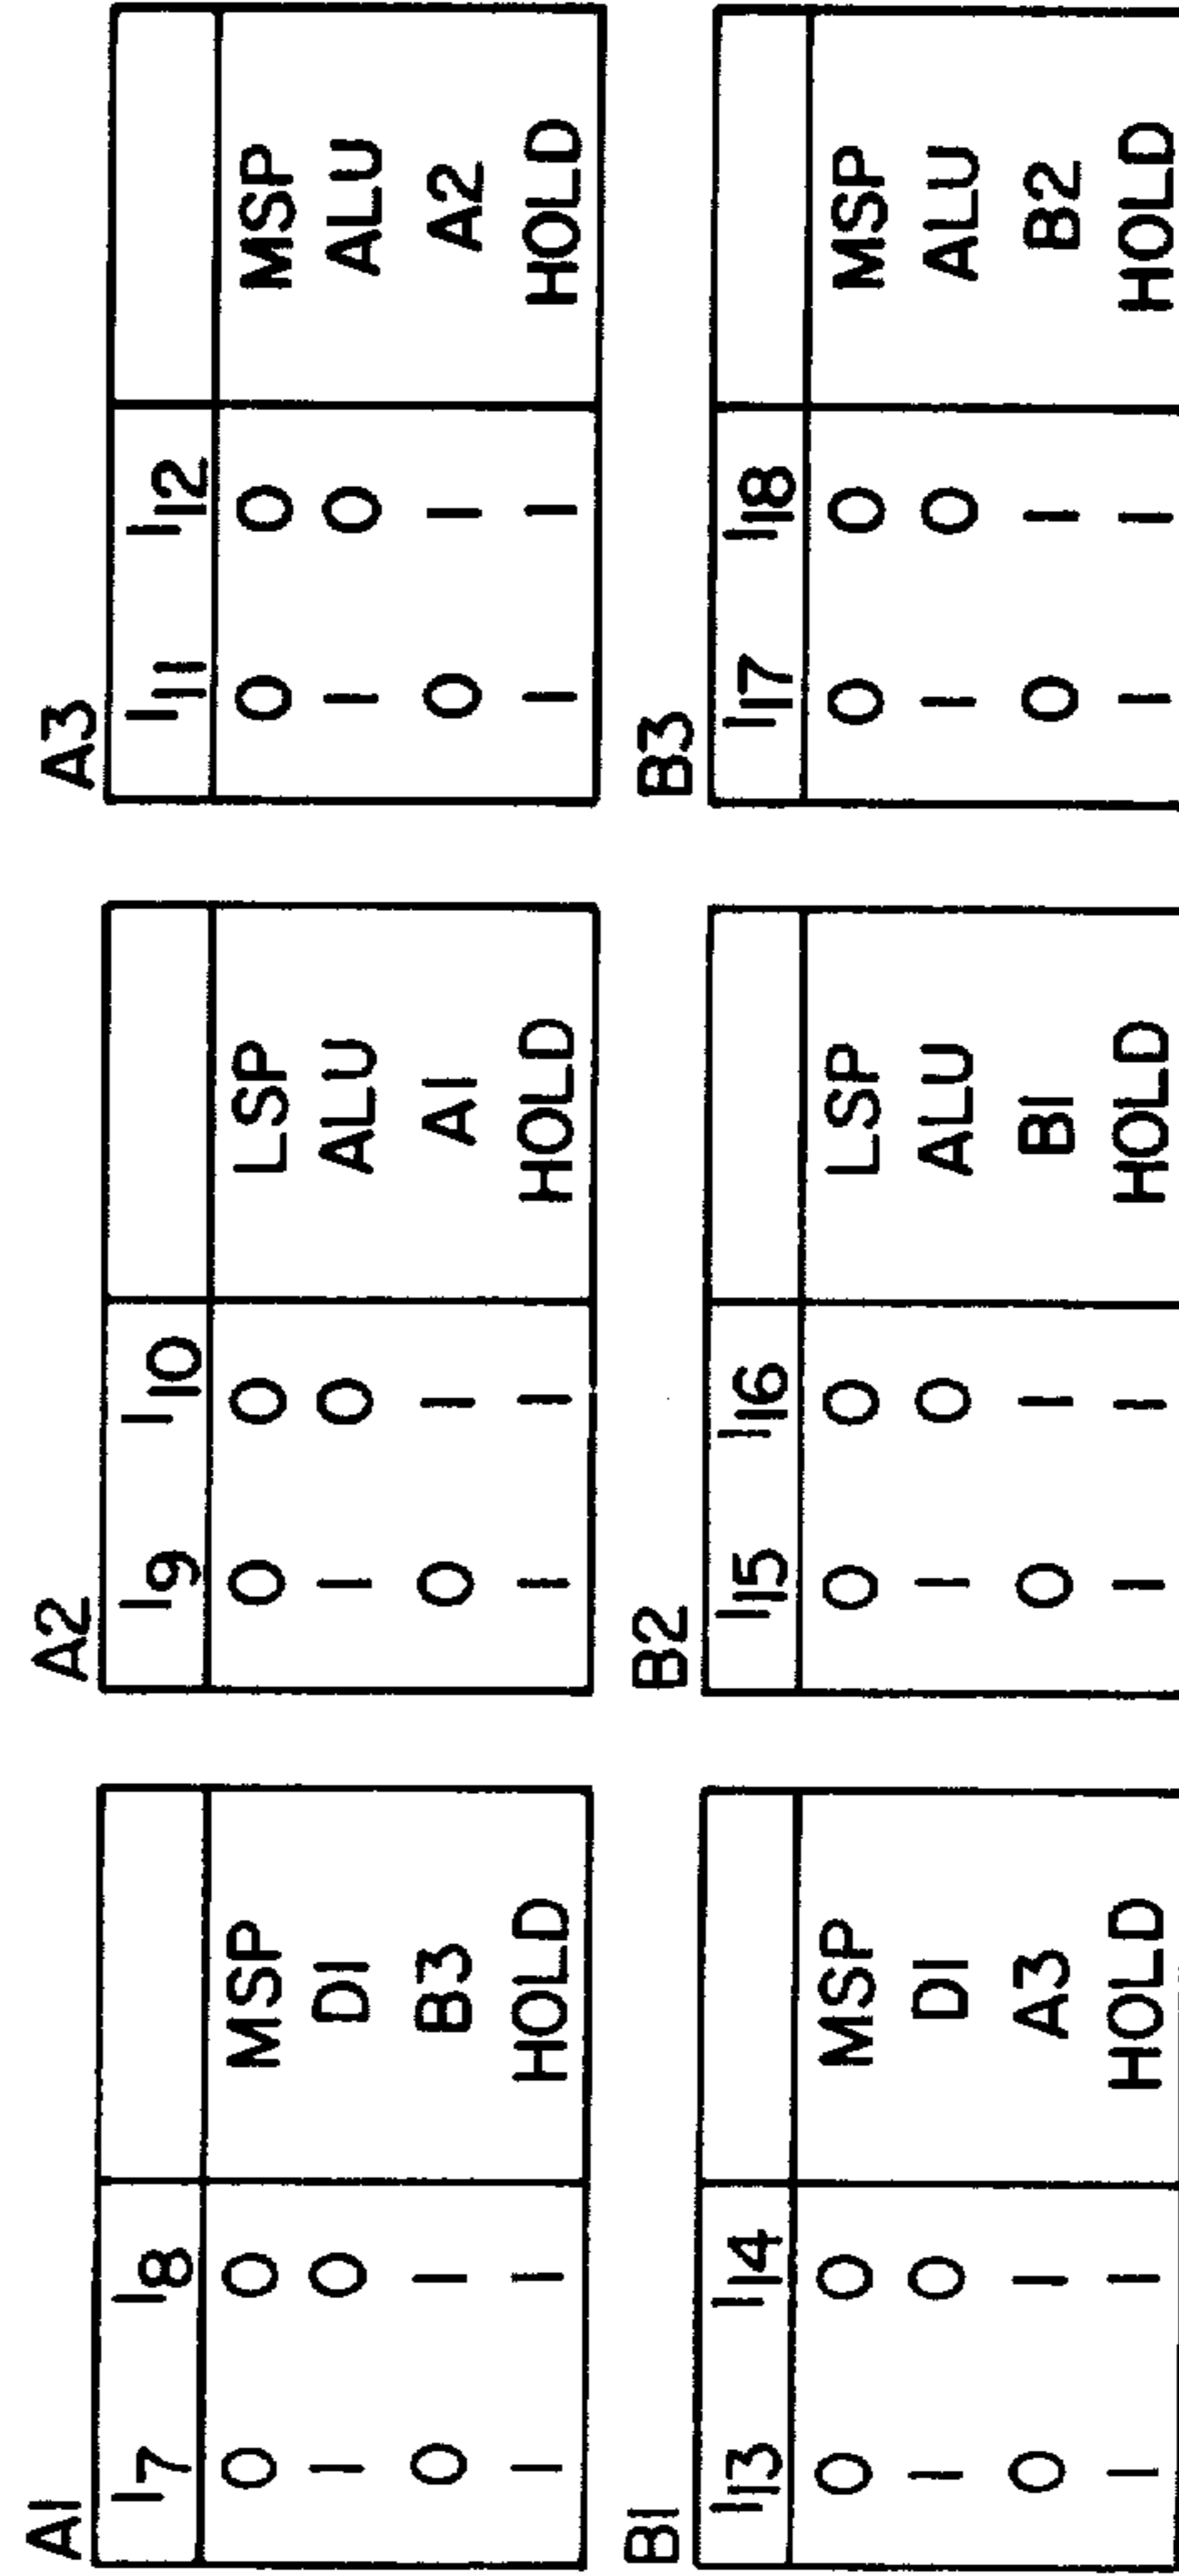 A1
I7 I8
0 0 MSP
1 0 DI
0 1 B3
1 1 HOLD
A2
I9 I10
0 0 LSP
1 0 ALU
0 1 A1
1 1 HOLD
A3
I11 I12
0 0 MSP
1 0 ALU
0 1 A2
1 1 HOLD
B1
I13 I14
0 0 MSP
1 0 DI
0 1 A3
1 1 HOLD
B2
I15 I16
0 0 LSP
1 0 ALU
0 1 B1
1 1 HOLD
B3
I17 I18
0 0 MSP
1 0 ALU
0 1 B2
1 1 HOLD